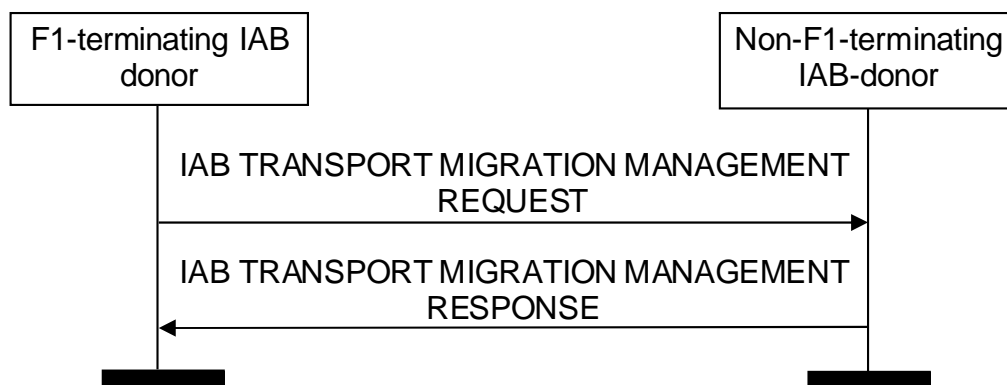 F1-terminating IAB
donor
Non-F1-terminating
IAB-donor
IAB TRANSPORT MIGRATION MANAGEMENT
REQUEST
IAB TRANSPORT MIGRATION MANAGEMENT
RESPONSE